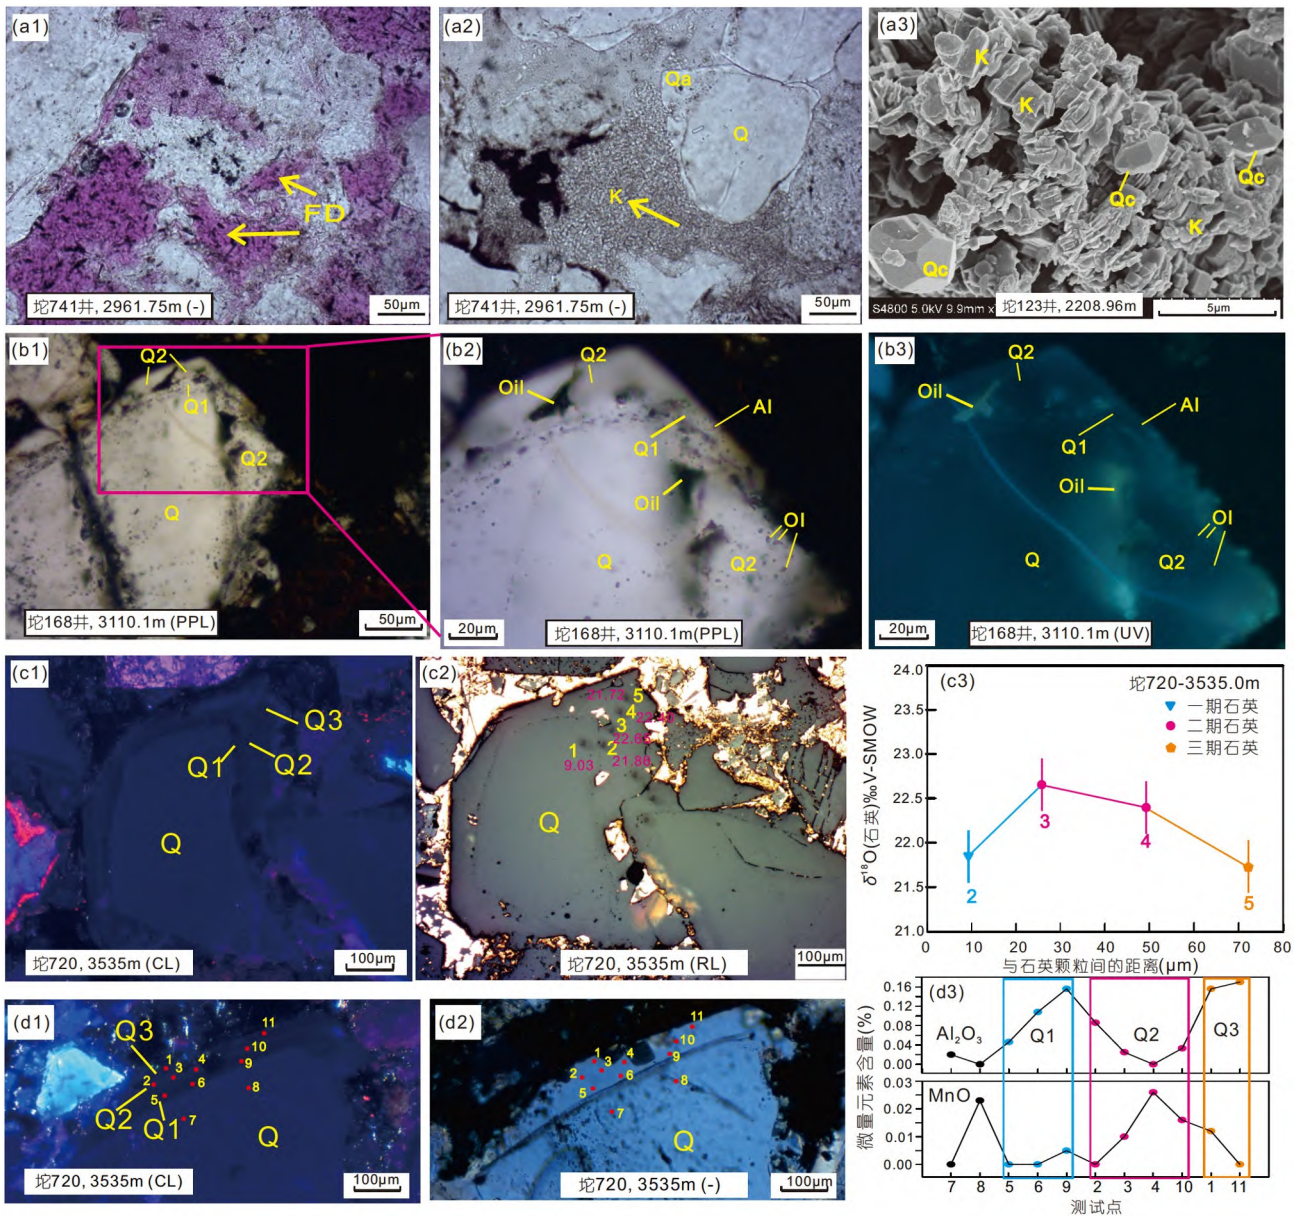 (a1)
FD
坨741井, 2961.75m (-)
50μm
(a2)
Qa
Q
K
坨741井, 2961.75m (-)
50μm
(a3)
K
K
Qc
Qc
K
Qc
S4800 5.0kV 9.9mm x
坨123井, 2208.96m
5μm
(b1)
Q2
Q1
Q2
Q
坨168井, 3110.1m (PPL)
50μm
(b2)
Q2
Oil
AI
Q1
Oil
OI
Q
Q2
20μm
坨168井, 3110.1m(PPL)
(b3)
Q2
Oil
AI
Q1
Oil
OI
Q
Q2
20μm
坨168井, 3110.1m (UV)
(c1)
Q3
Q1
Q2
Q
坨720, 3535m (CL)
100μm
(c2)
21.72
5
4
3
1
2
9.03
21.86
Q
坨720, 3535m (RL)
100μm
(c3)
坨720-3535.0m
一期石英
二期石英
三期石英
δ¹⁸O(石英)‰V-SMOW
24.0
23.5
23.0
22.5
22.0
21.5
21.0
2
3
4
5
0 10 20 30 40 50 60 70 80
与石英颗粒间的距离(μm)
(d1)
Q3
11
10
1
4
9
2
3
6
8
5
Q2
Q1
7
Q
坨720, 3535m (CL)
100μm
(d2)
11
10
1
4
9
3
2
6
8
5
7
Q
坨720, 3535m (-)
100μm
(d3)
微量元素含量(%)
0.16
0.12
0.08
0.04
0.00
Al₂O₃
Q1
Q2
Q3
0.03
0.02
0.01
0.00
MnO
7 8 5 6 9 2 3 4 10 1 11
测试点